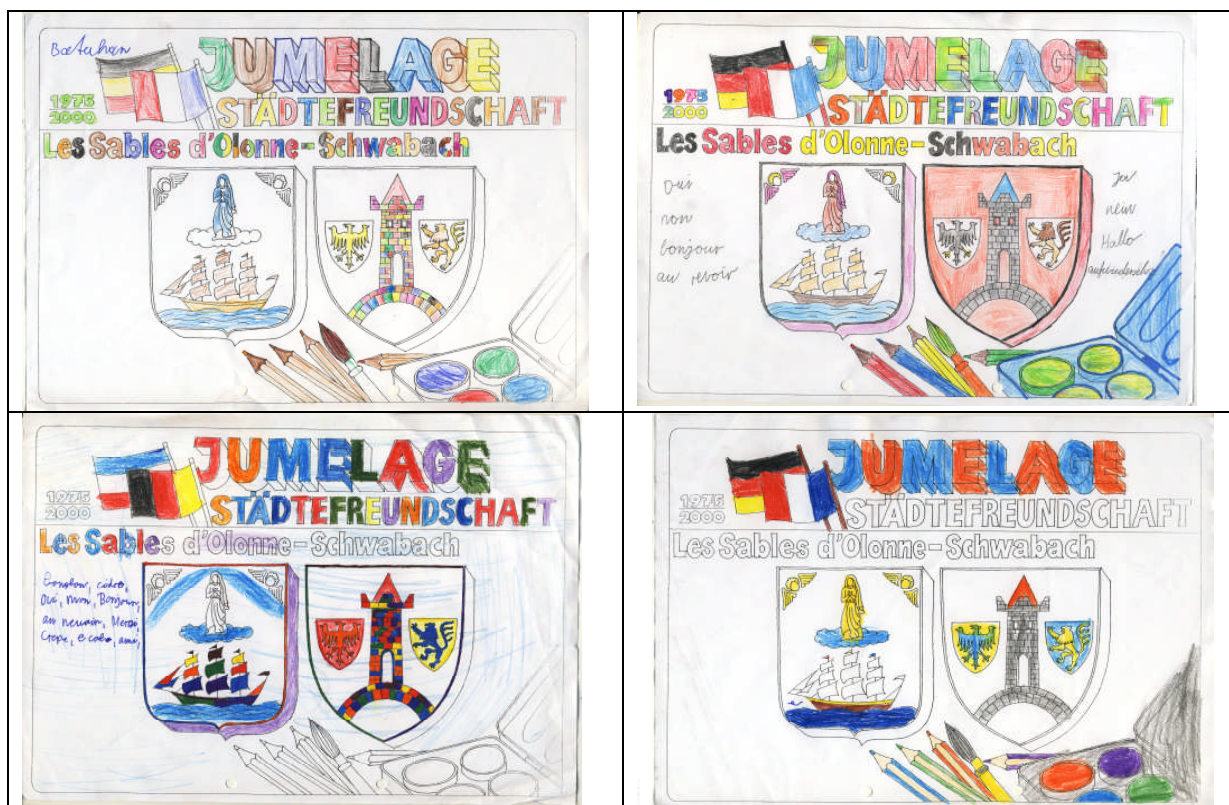 JUMELAGE
1975
2000
STÄDTEFREUNDSCHAFT
Les Sables d'Olonne-Schwabach
JUMELAGE
1975
2000
STÄDTEFREUNDSCHAFT
Les Sables d'Olonne-Schwabach
Oui
non
bonjour
au revoir
Ja
nein
Hallo
JUMELAGE
1975
2000
STÄDTEFREUNDSCHAFT
Les Sables d'Olonne-Schwabach
Oui, non, Bonjour,
au
ami,
JUMELAGE
1975
2000
STÄDTEFREUNDSCHAFT
Les Sables d'Olonne-Schwabach